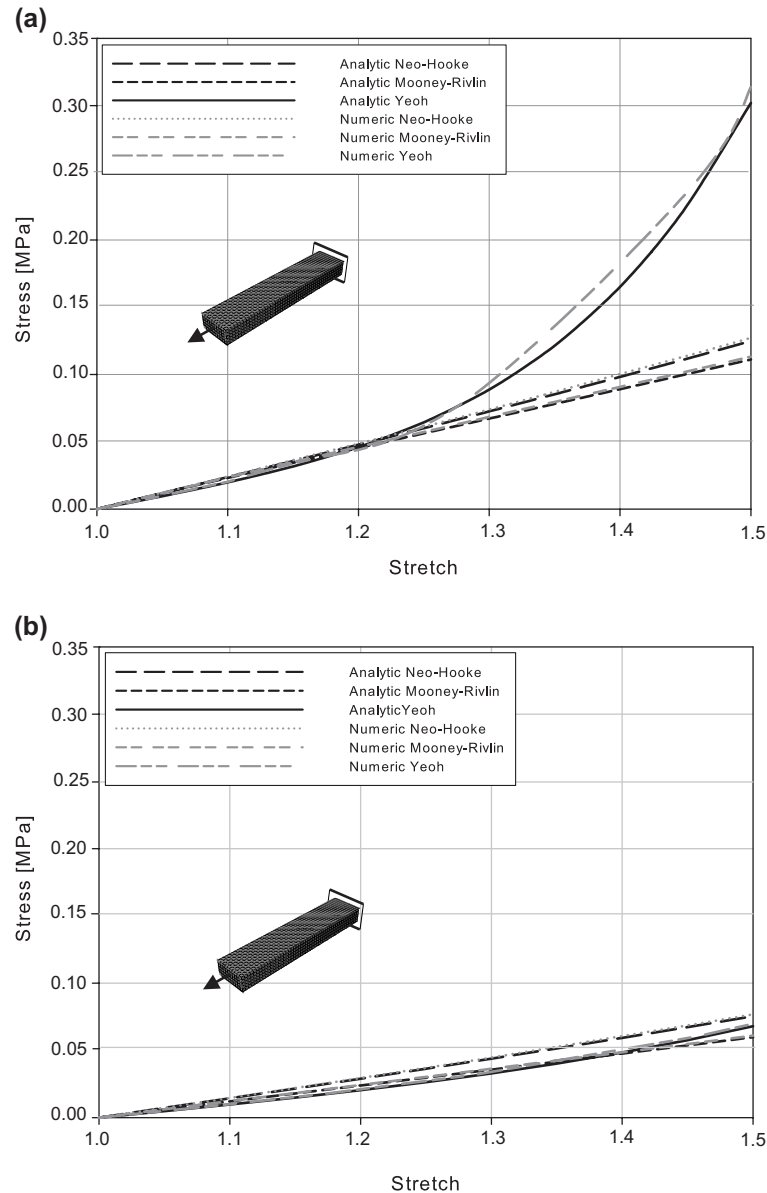 (a)
0.35
0.30
0.25
0.20
0.15
0.10
0.05
0.00
Stress [MPa]
Analytic Neo-Hooke
Analytic Mooney-Rivlin
Analytic Yeoh
Numeric Neo-Hooke
Numeric Mooney-Rivlin
Numeric Yeoh
1.0 1.1 1.2 1.3 1.4 1.5
Stretch
(b)
0.35
0.30
0.25
0.20
0.15
0.10
0.05
0.00
Stress [MPa]
Analytic Neo-Hooke
Analytic Mooney-Rivlin
AnalyticYeoh
Numeric Neo-Hooke
Numeric Mooney-Rivlin
Numeric Yeoh
1.0 1.1 1.2 1.3 1.4 1.5
Stretch